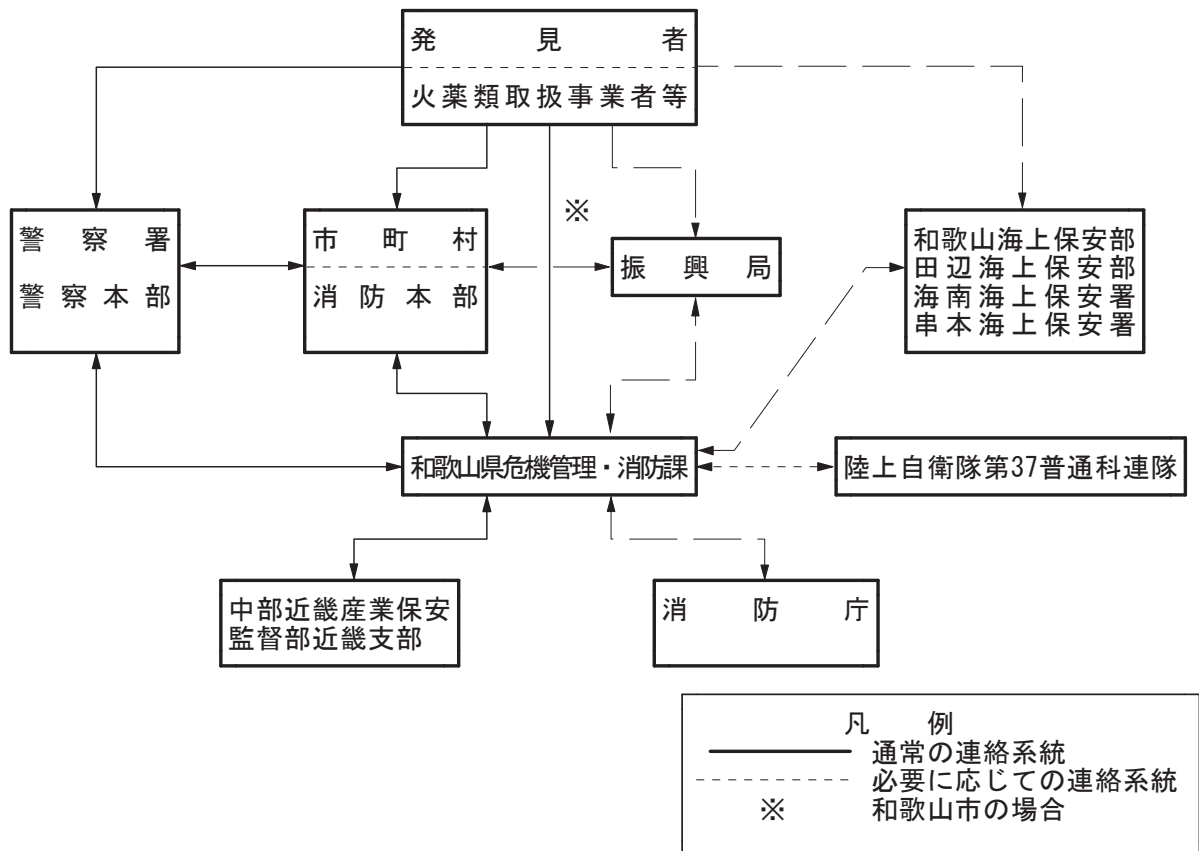 発見者
火薬類取扱事業者等
※
警察署
警察本部
市町村
消防本部
振興局
和歌山海上保安部
田辺海上保安部
海南海上保安署
串本海上保安署
和歌山県危機管理・消防課
陸上自衛隊第37普通科連隊
中部近畿産業保安
監督部近畿支部
消防庁
凡例
通常の連絡系統
必要に応じての連絡系統
※ 和歌山市の場合